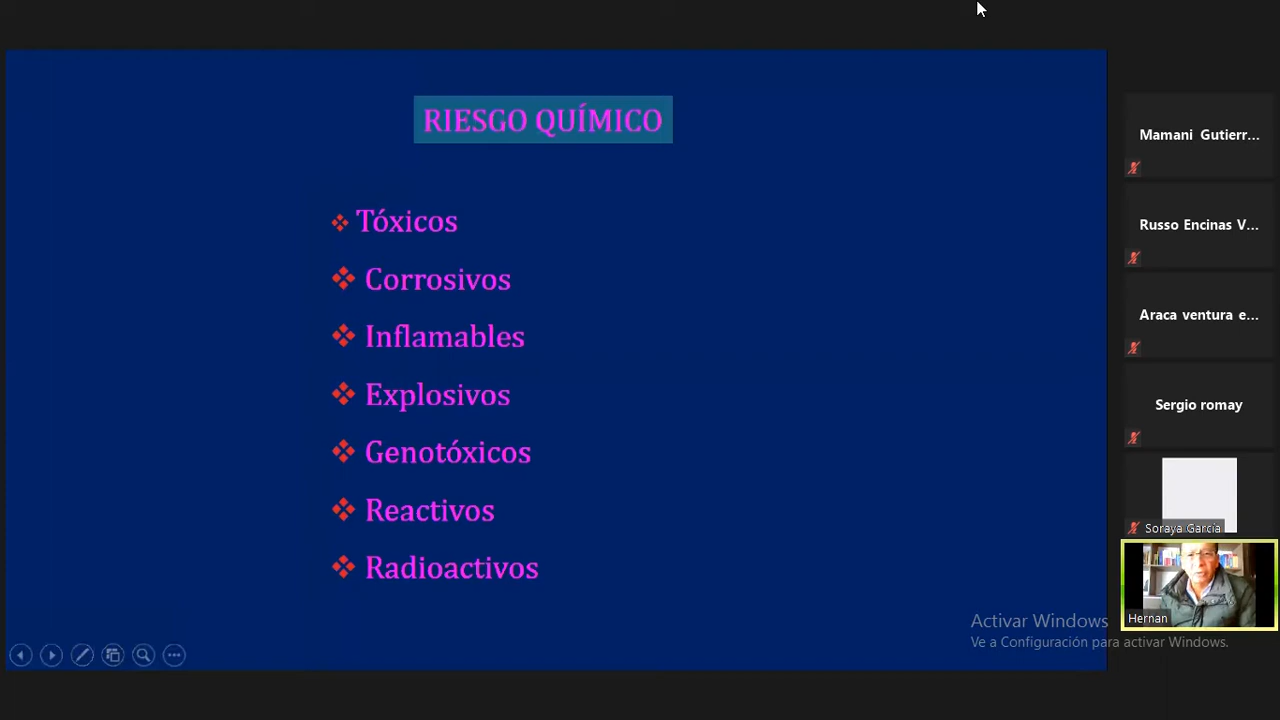 RIESGO QUÍMICO
Tóxicos
Corrosivos
Inflamables
Explosivos
Genotóxicos
Reactivos
Radioactivos
Mamani Gutierr...
Russo Encinas V...
Araca ventura e...
Sergio romay
Soraya Garcia
Hernan
Activar Windows
Ve a Configuración para activar Windows.